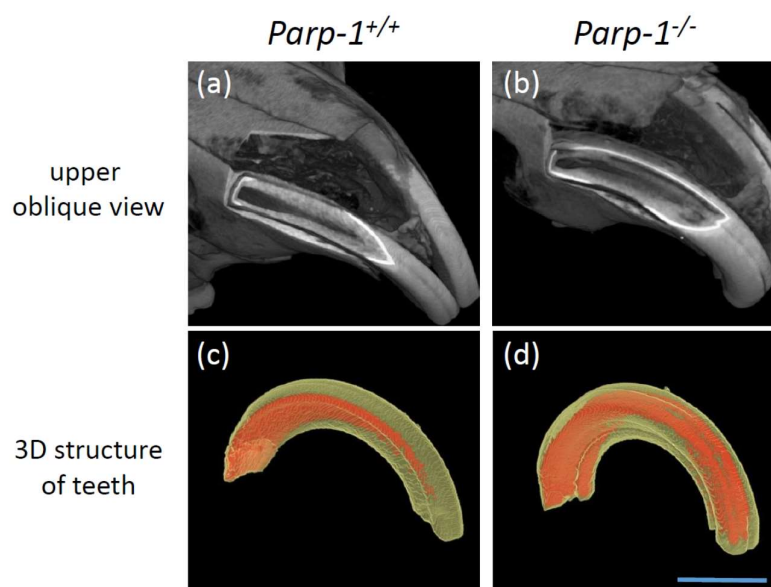 Parp-1+/+
Parp-1-/-
(a)
(b)
upper
oblique view
(c)
(d)
3D structure
of teeth